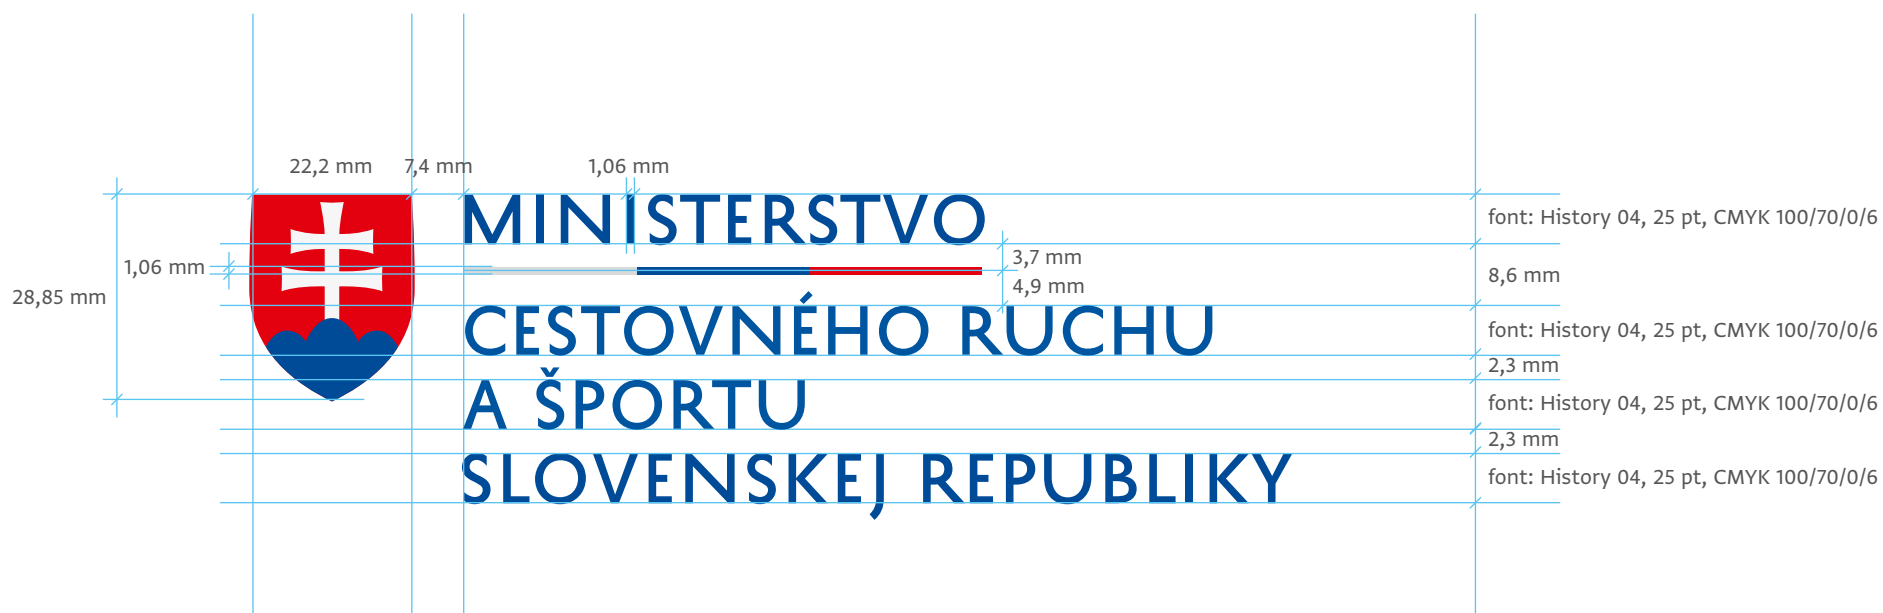 22,2 mm 7,4 mm 1,06 mm
MINISTERSTVO
font: History 04, 25 pt, CMYK 100/70/0/6
1,06 mm
3,7 mm
8,6 mm
4,9 mm
28,85 mm
CESTOVNÉHO RUCHU
font: History 04, 25 pt, CMYK 100/70/0/6
2,3 mm
A ŠPORTU
font: History 04, 25 pt, CMYK 100/70/0/6
2,3 mm
SLOVENSKEJ REPUBLIKY
font: History 04, 25 pt, CMYK 100/70/0/6